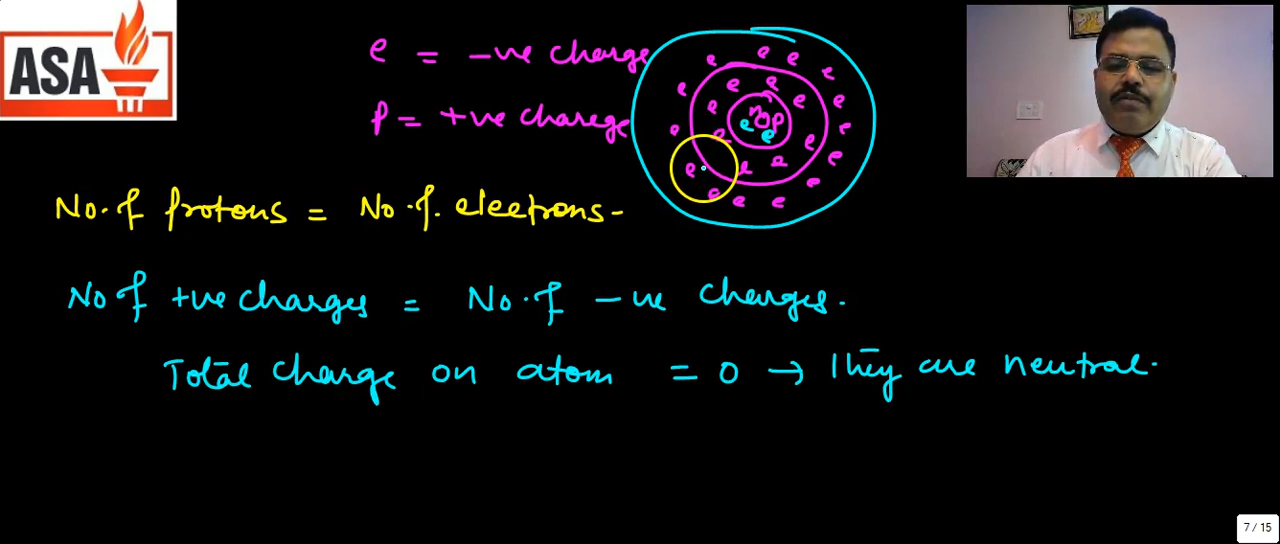 ASA
e = -ve charge
p = +ve charege
e e e e e e e e e e e e e e e e e e e e e
n p
e e
No. of protons = No. of. electrons-
No of +ve charges = No. of -ve charges.
Total charge on atom = 0 → They are neutral.
7 / 15